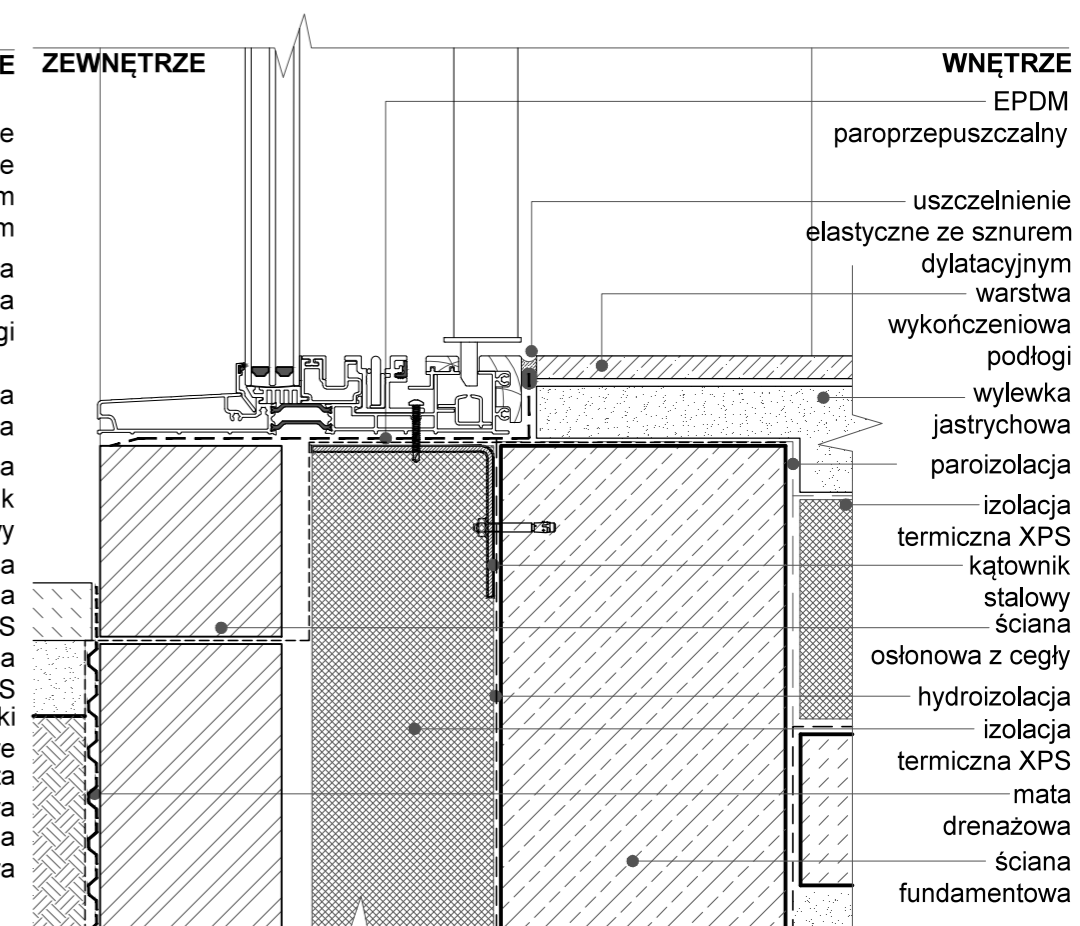 ZEWNĘTRZE
WNĘTRZE
EPDM
paroprzepuszczalny
uszczelnienie
elastyczne ze sznurem
dylatacyjnym
warstwa
wykończeniowa
podłogi
wylewka
jastrychowa
paroizolacja
izolacja
termiczna XPS
kątownik
stalowy
ściana
osłonowa z cegły
hydroizolacja
izolacja
termiczna XPS
mata
drenażowa
ściana
fundamentowa